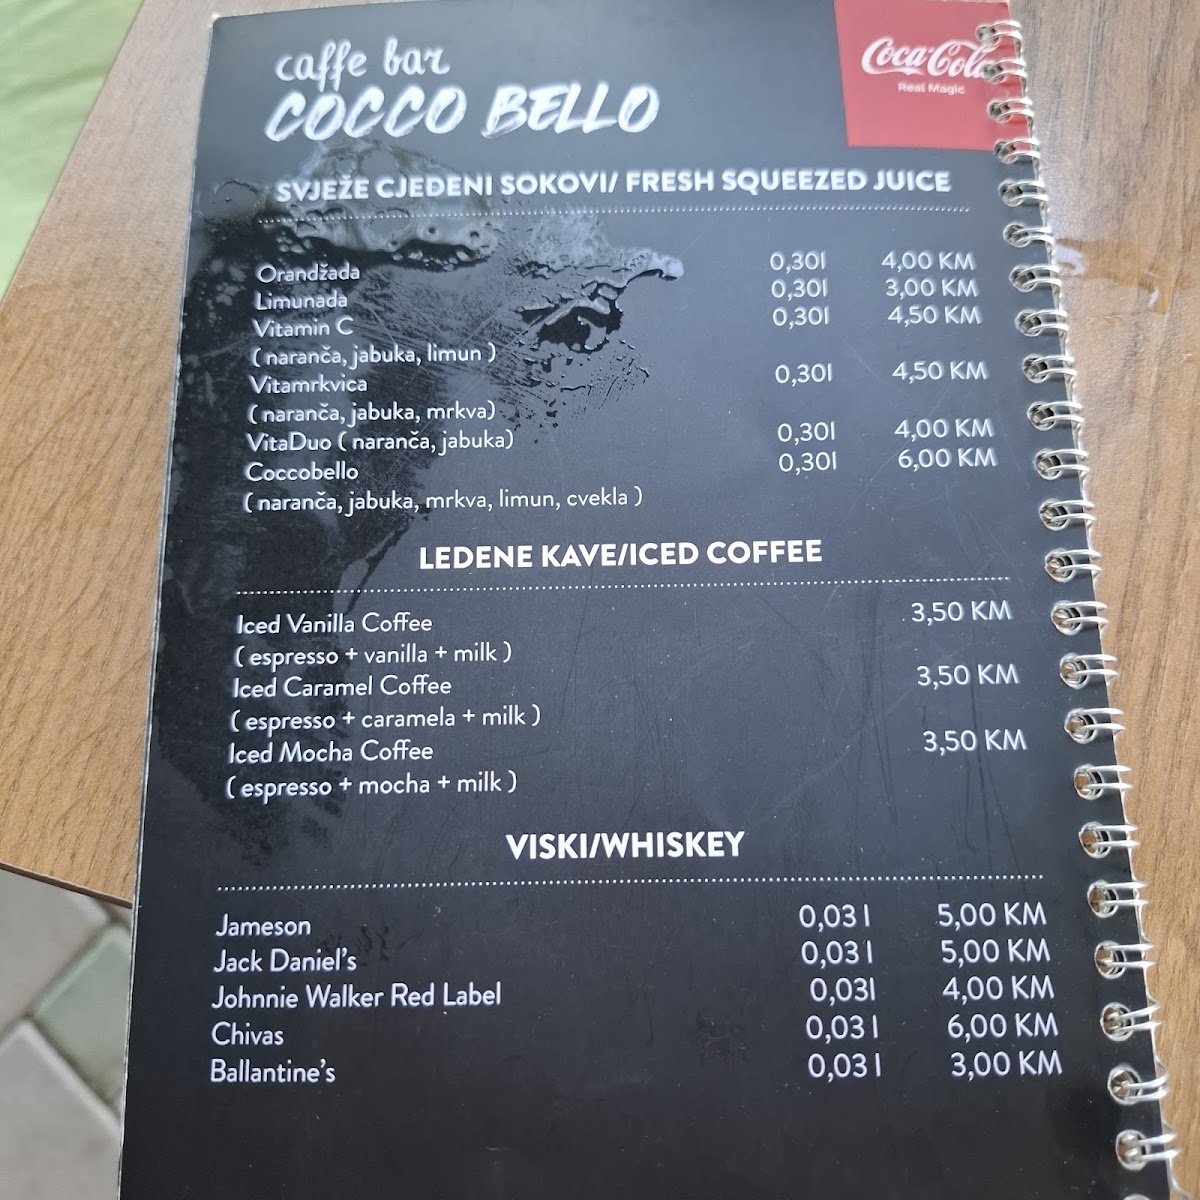 caffe bar
COCCO BELLO
Coca-Cola
Real Magic
SVJEŽE CJEĐENI SOKOVI/ FRESH SQUEEZED JUICE
Orandžada 0,30l 4,00 KM
Limunada 0,30l 3,00 KM
Vitamin C 0,30l 4,50 KM
( naranča, jabuka, limun )
Vitamrkvica 0,30l 4,50 KM
( naranča, jabuka, mrkva)
VitaDuo ( naranča, jabuka) 0,30l 4,00 KM
Coccobello 0,30l 6,00 KM
( naranča, jabuka, mrkva, limun, cvekla )
LEDENE KAVE/ICED COFFEE
Iced Vanilla Coffee 3,50 KM
( espresso + vanilla + milk )
Iced Caramel Coffee 3,50 KM
( espresso + caramela + milk )
Iced Mocha Coffee 3,50 KM
( espresso + mocha + milk )
VISKI/WHISKEY
Jameson 0,03 l 5,00 KM
Jack Daniel's 0,03 l 5,00 KM
Johnnie Walker Red Label 0,03l 4,00 KM
Chivas 0,03 l 6,00 KM
Ballantine's 0,03 l 3,00 KM